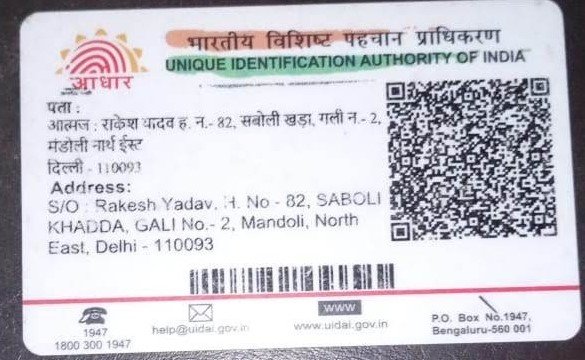 भारतीय विशिष्ट पहचान प्राधिकरण
UNIQUE IDENTIFICATION AUTHORITY OF INDIA
आधार
पता :
आत्मज : राकेश यादव ह. न.- 82, सबोली खड़ा, गली न.- 2,
मंडोली नार्थ ईस्ट
दिल्ली - 110093
Address:
S/O : Rakesh Yadav, H. No - 82, SABOLI
KHADDA, GALI No.- 2, Mandoli, North
East, Delhi - 110093
1947
1800 300 1947
help@uidai.gov.in
www
www.uidai.gov.in
P.O. Box No.1947,
Bengaluru-560 001